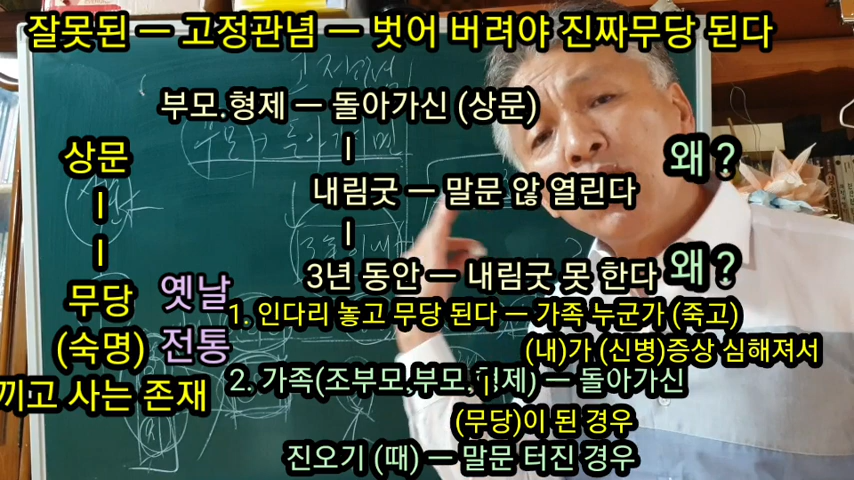 잘못된 ㅡ 고정관념 ㅡ 벗어 버려야 진짜무당 된다
부모.형제 ㅡ 돌아가신 (상문)
ㅣ
내림굿 ㅡ 말문 않 열린다
왜 ?
ㅣ
3년 동안 ㅡ 내림굿 못 한다 왜 ?
상문
ㅣ
ㅣ
무당
(숙명)
끼고 사는 존재
옛날
전통
1. 인다리 놓고 무당 된다 ㅡ 가족 누군가 (죽고)
(내)가 (신병)증상 심해져서
2. 가족(조부모,부모,형제) ㅡ 돌아가신
ㅣ
(무당)이 된 경우
진오기 (때) ㅡ 말문 터진 경우